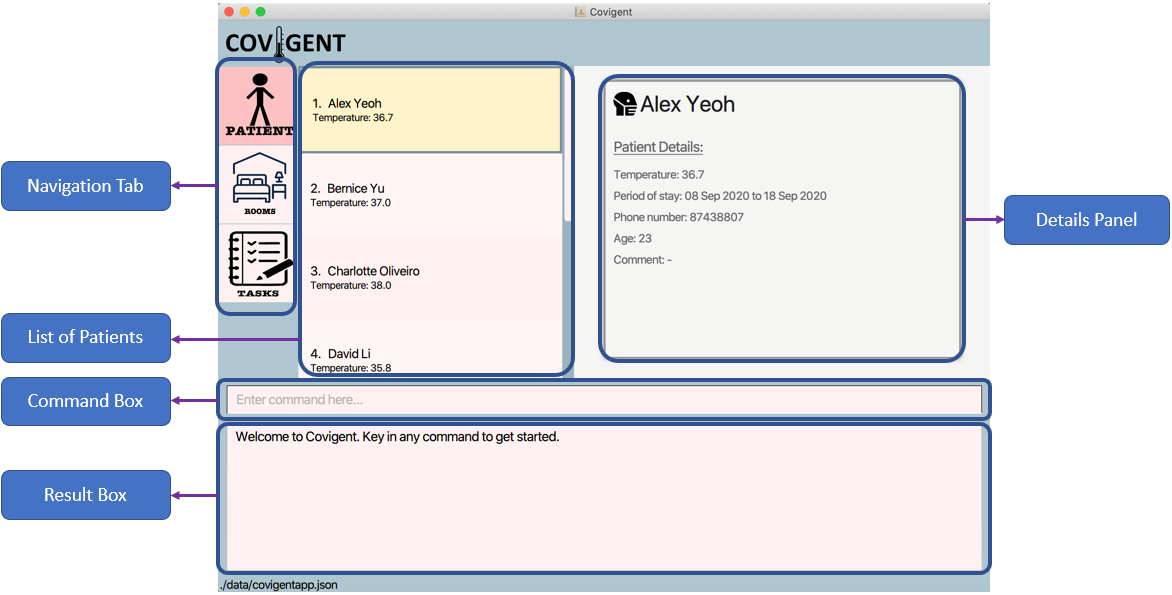 Covigent
COVIGENT
PATIENT
ROOMS
TASKS
1. Alex Yeoh
Temperature: 36.7
2. Bernice Yu
Temperature: 37.0
3. Charlotte Oliveiro
Temperature: 38.0
4. David Li
Temperature: 35.8
Alex Yeoh
Patient Details:
Temperature: 36.7
Period of stay: 08 Sep 2020 to 18 Sep 2020
Phone number: 87438807
Age: 23
Comment: -
Navigation Tab
Details Panel
List of Patients
Command Box
Enter command here...
Welcome to Covigent. Key in any command to get started.
Result Box
./data/covigentapp.json